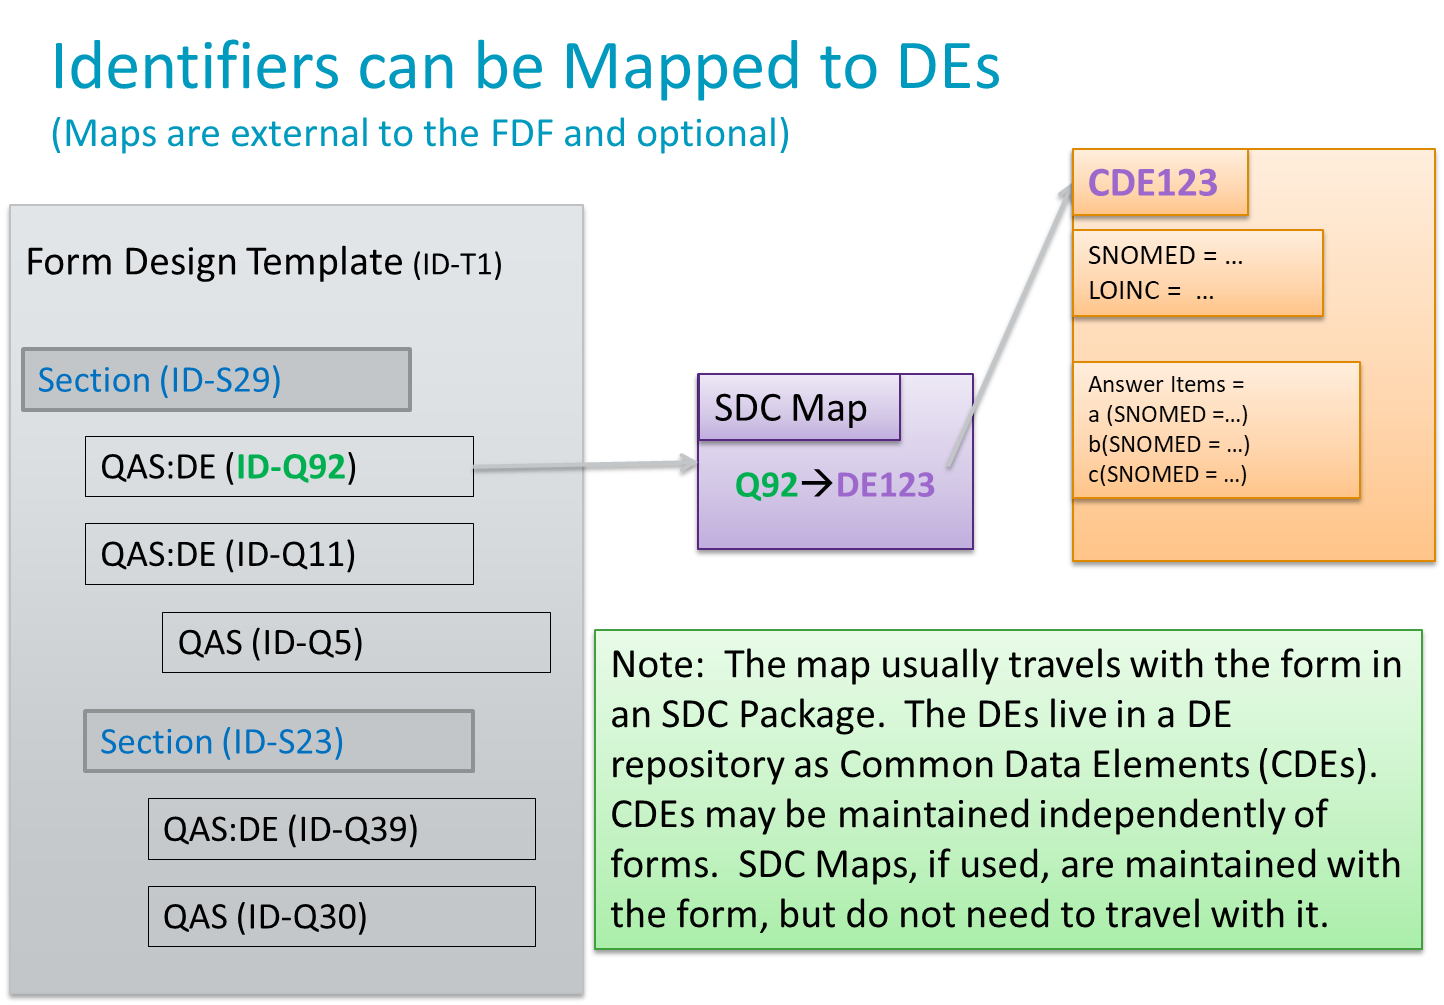 Identifiers can be Mapped to DEs
(Maps are external to the FDF and optional)
Form Design Template (ID-T1)
Section (ID-S29)
QAS:DE (ID-Q92)
QAS:DE (ID-Q11)
QAS (ID-Q5)
Section (ID-S23)
QAS:DE (ID-Q39)
QAS (ID-Q30)
SDC Map
Q92→DE123
CDE123
SNOMED = ...
LOINC =  ...
Answer Items =
a (SNOMED =...)
b(SNOMED = ...)
c(SNOMED = ...)
Note:  The map usually travels with the form in
an SDC Package.  The DEs live in a DE
repository as Common Data Elements (CDEs).
CDEs may be maintained independently of
forms.  SDC Maps, if used, are maintained with
the form, but do not need to travel with it.